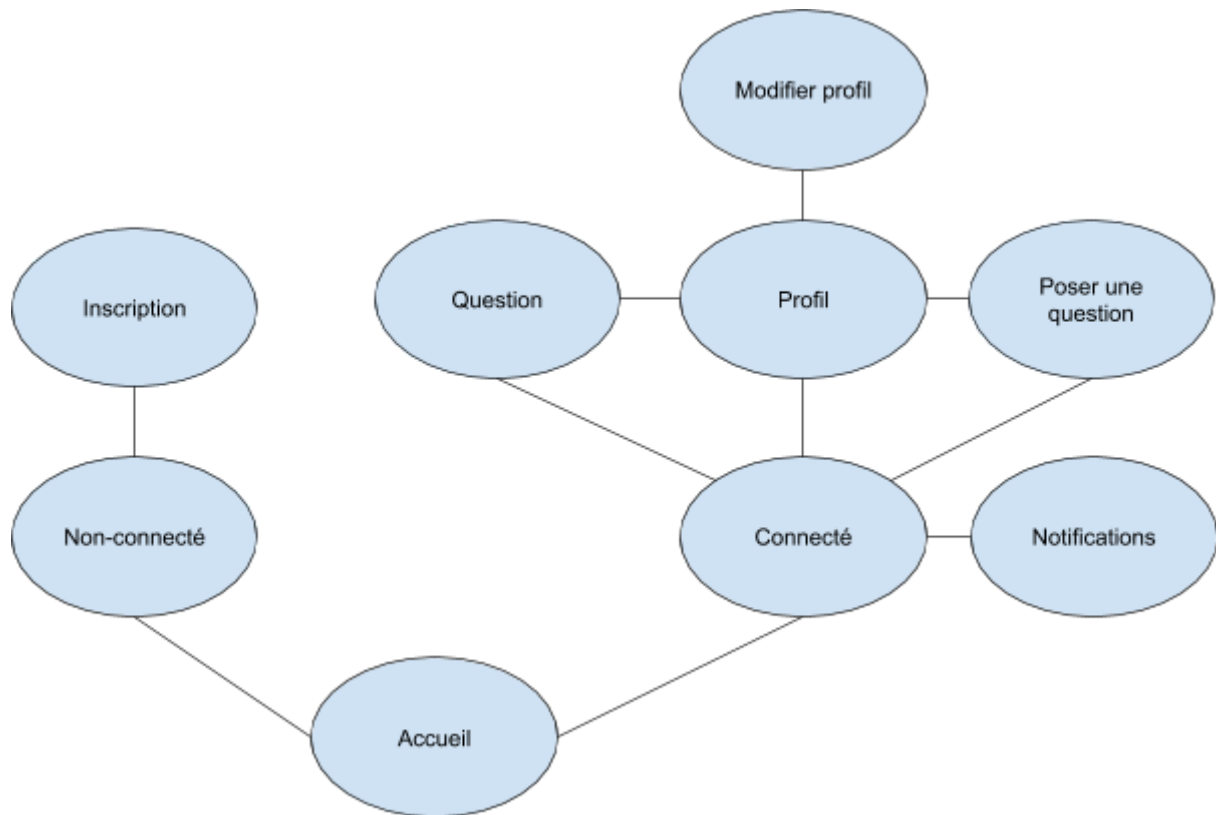 Modifier profil
Inscription
Question
Profil
Poser une
question
Non-connecté
Connecté
Notifications
Accueil